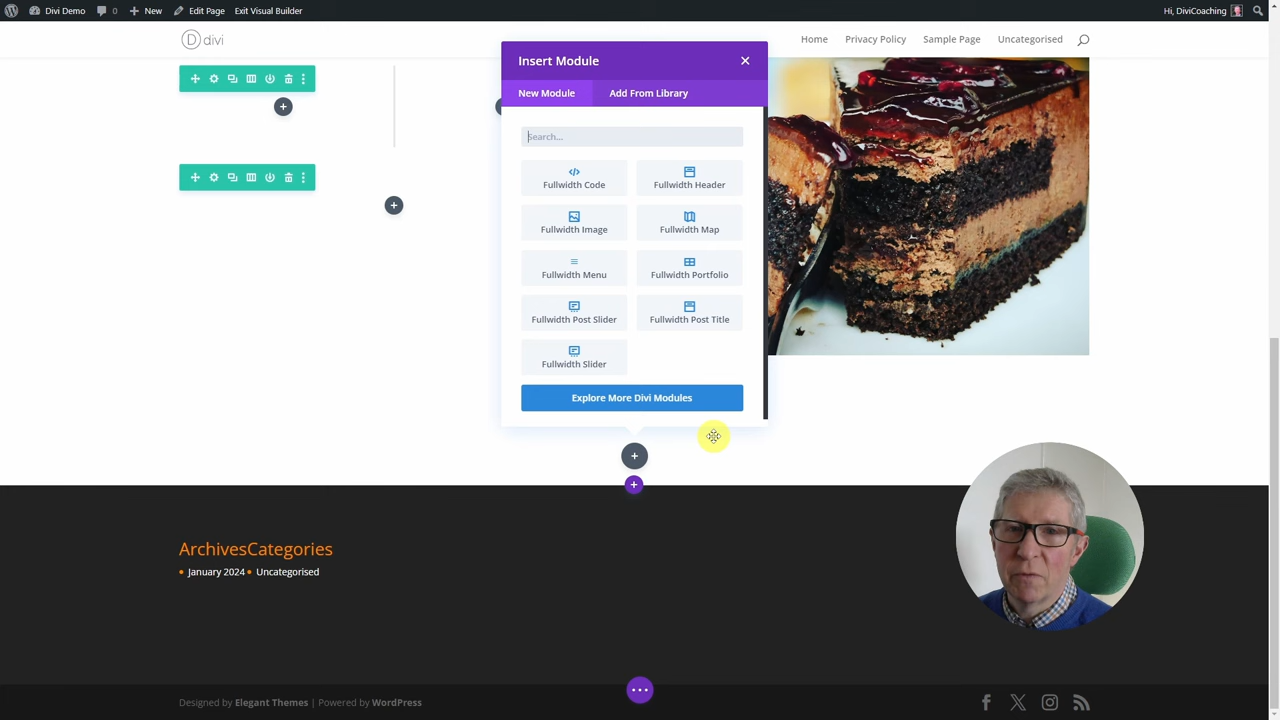 Divi Demo 0 New Edit Page Exit Visual Builder Hi, DiviCoaching
D divi Home Privacy Policy Sample Page Uncategorised
Insert Module
New Module Add From Library
Search...
Fullwidth Code Fullwidth Header
Fullwidth Image Fullwidth Map
Fullwidth Menu Fullwidth Portfolio
Fullwidth Post Slider Fullwidth Post Title
Fullwidth Slider
Explore More Divi Modules
ArchivesCategories
January 2024 Uncategorised
Designed by Elegant Themes | Powered by WordPress